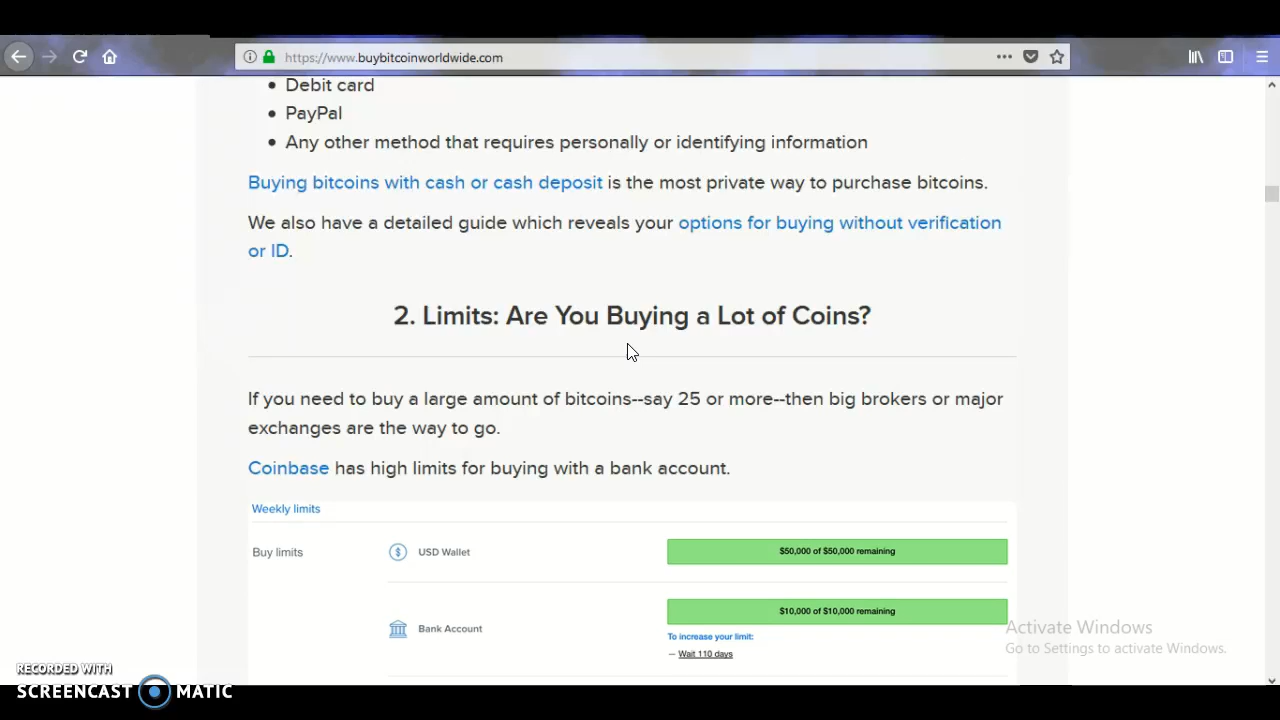 https://www.buybitcoinworldwide.com
Debit card
PayPal
Any other method that requires personally or identifying information
Buying bitcoins with cash or cash deposit is the most private way to purchase bitcoins.
We also have a detailed guide which reveals your options for buying without verification
or ID.
2. Limits: Are You Buying a Lot of Coins?
If you need to buy a large amount of bitcoins--say 25 or more--then big brokers or major
exchanges are the way to go.
Coinbase has high limits for buying with a bank account.
Weekly limits
Buy limits
USD Wallet
$50,000 of $50,000 remaining
$10,000 of $10,000 remaining
Bank Account
To increase your limit:
— Wait 110 days
Activate Windows
Go to Settings to activate Windows.
RECORDED WITH
SCREENCAST MATIC